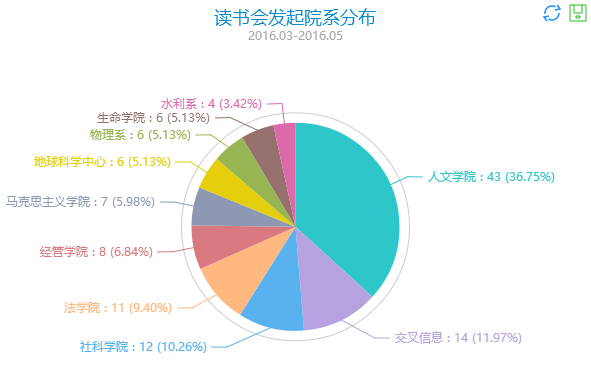 读书会发起院系分布
2016.03-2016.05
水利系 : 4 (3.42%)
生命学院 : 6 (5.13%)
物理系 : 6 (5.13%)
地球科学中心 : 6 (5.13%)
人文学院 : 43 (36.75%)
马克思主义学院 : 7 (5.98%)
经管学院 : 8 (6.84%)
法学院 : 11 (9.40%)
交叉信息 : 14 (11.97%)
社科学院 : 12 (10.26%)